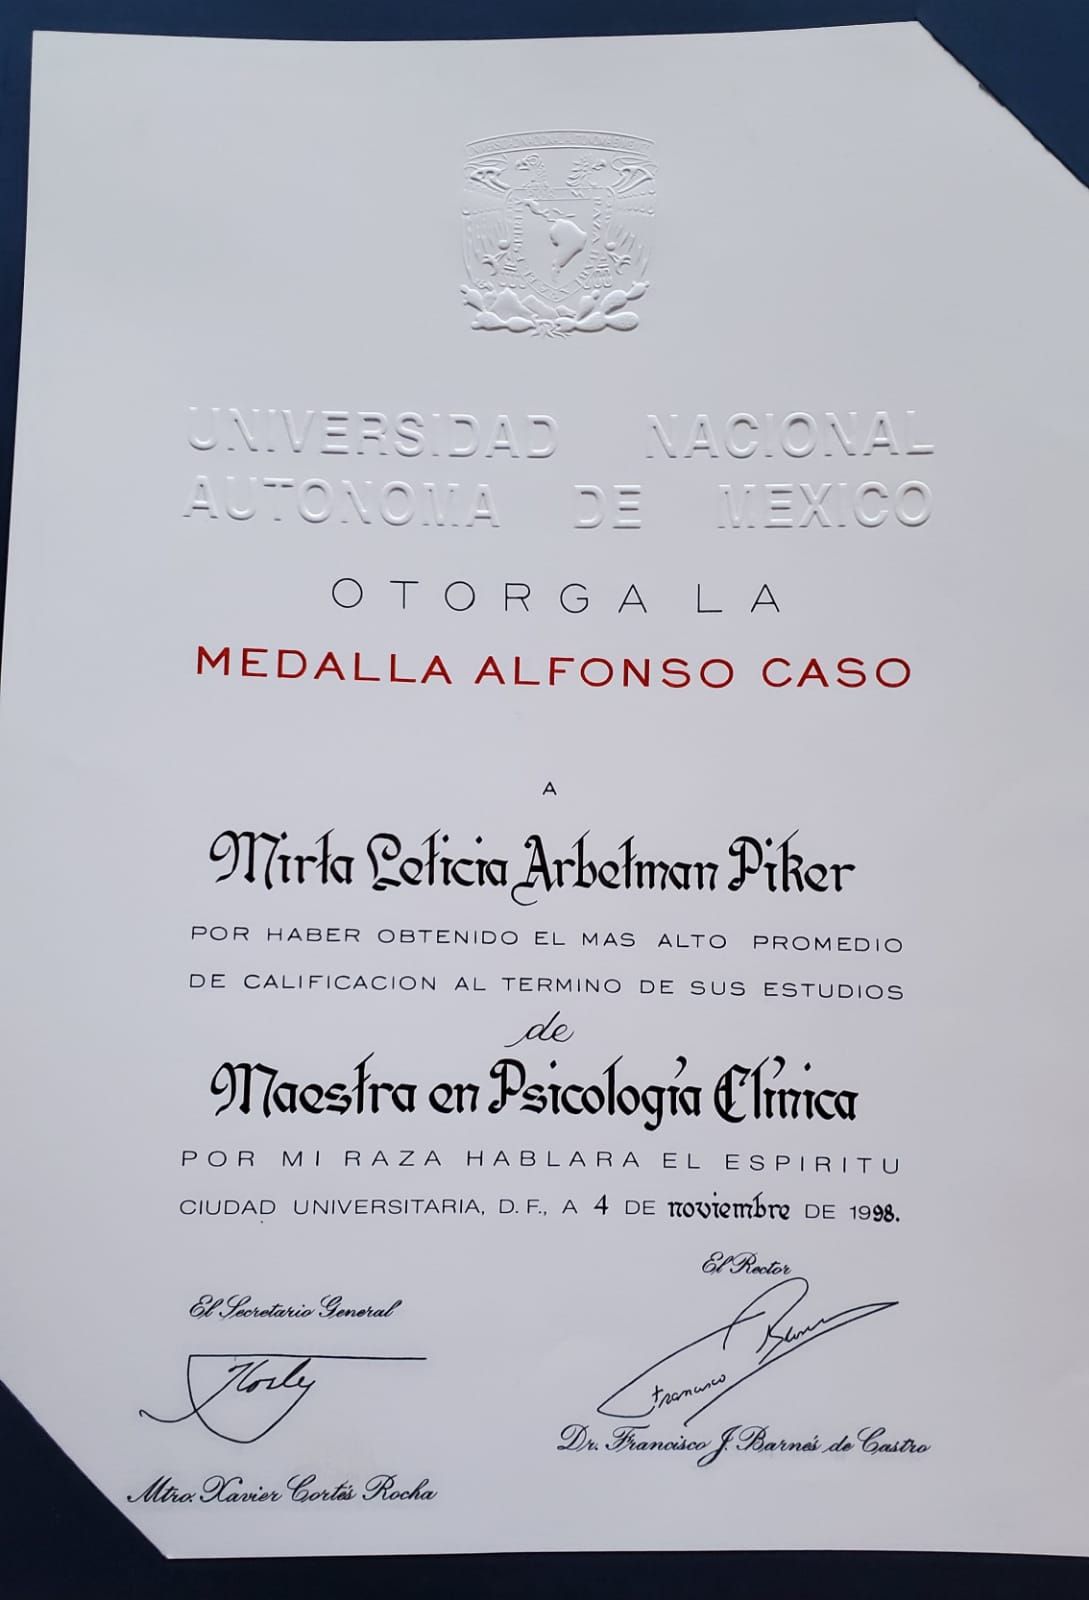 UNIVERSIDAD NACIONAL
AUTONOMA DE MEXICO
OTORGA LA
MEDALLA ALFONSO CASO
A
Mirta Leticia Arbetman Piker
POR HABER OBTENIDO EL MAS ALTO PROMEDIO
DE CALIFICACION AL TERMINO DE SUS ESTUDIOS
de
Maestra en Psicología Clínica
POR MI RAZA HABLARA EL ESPIRITU
CIUDAD UNIVERSITARIA, D.F., A 4 DE noviembre DE 1998.
El Rector
El Secretario General
Francisco
Dr. Francisco J. Barnés de Castro
Mtro. Xavier Cortés Rocha